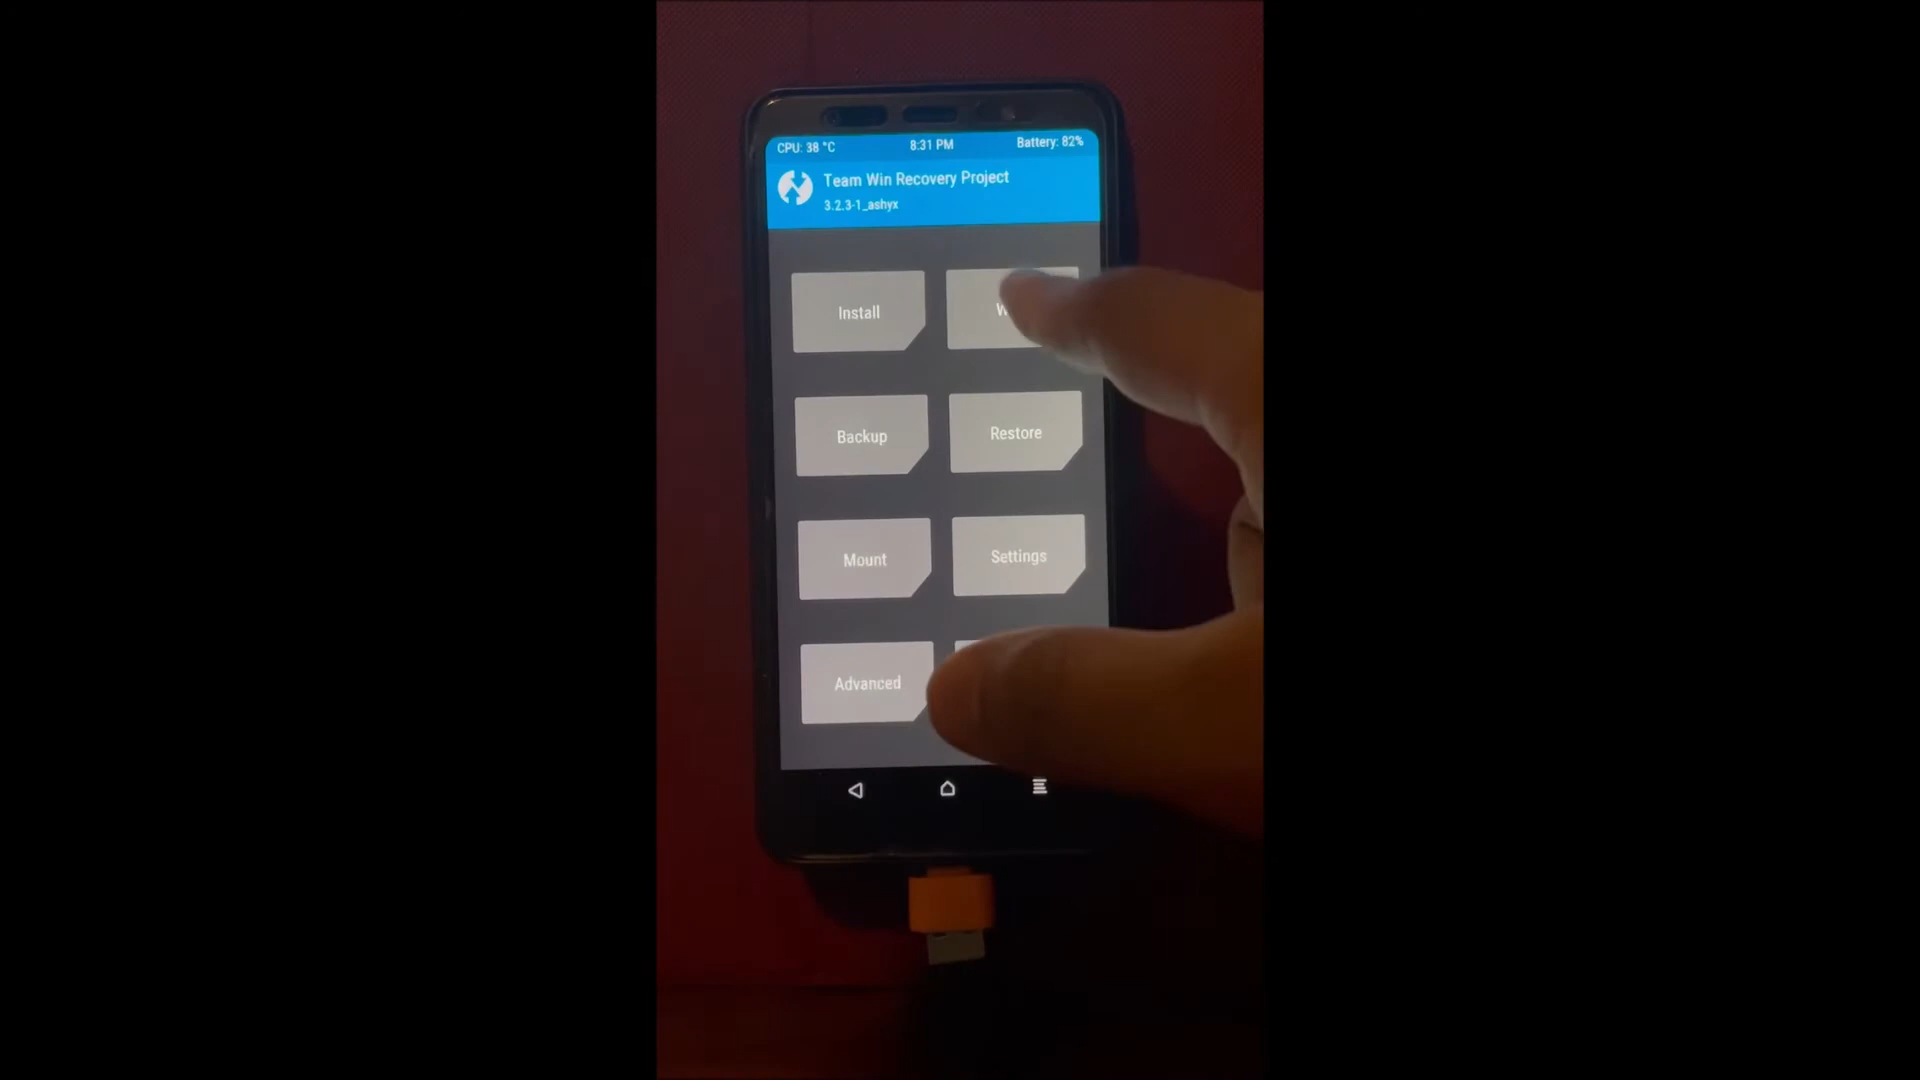 CPU: 38 °C 8:31 PM Battery: 82%
Team Win Recovery Project
3.2.3-1_ashyx
Install
Backup Restore
Mount Settings
Advanced